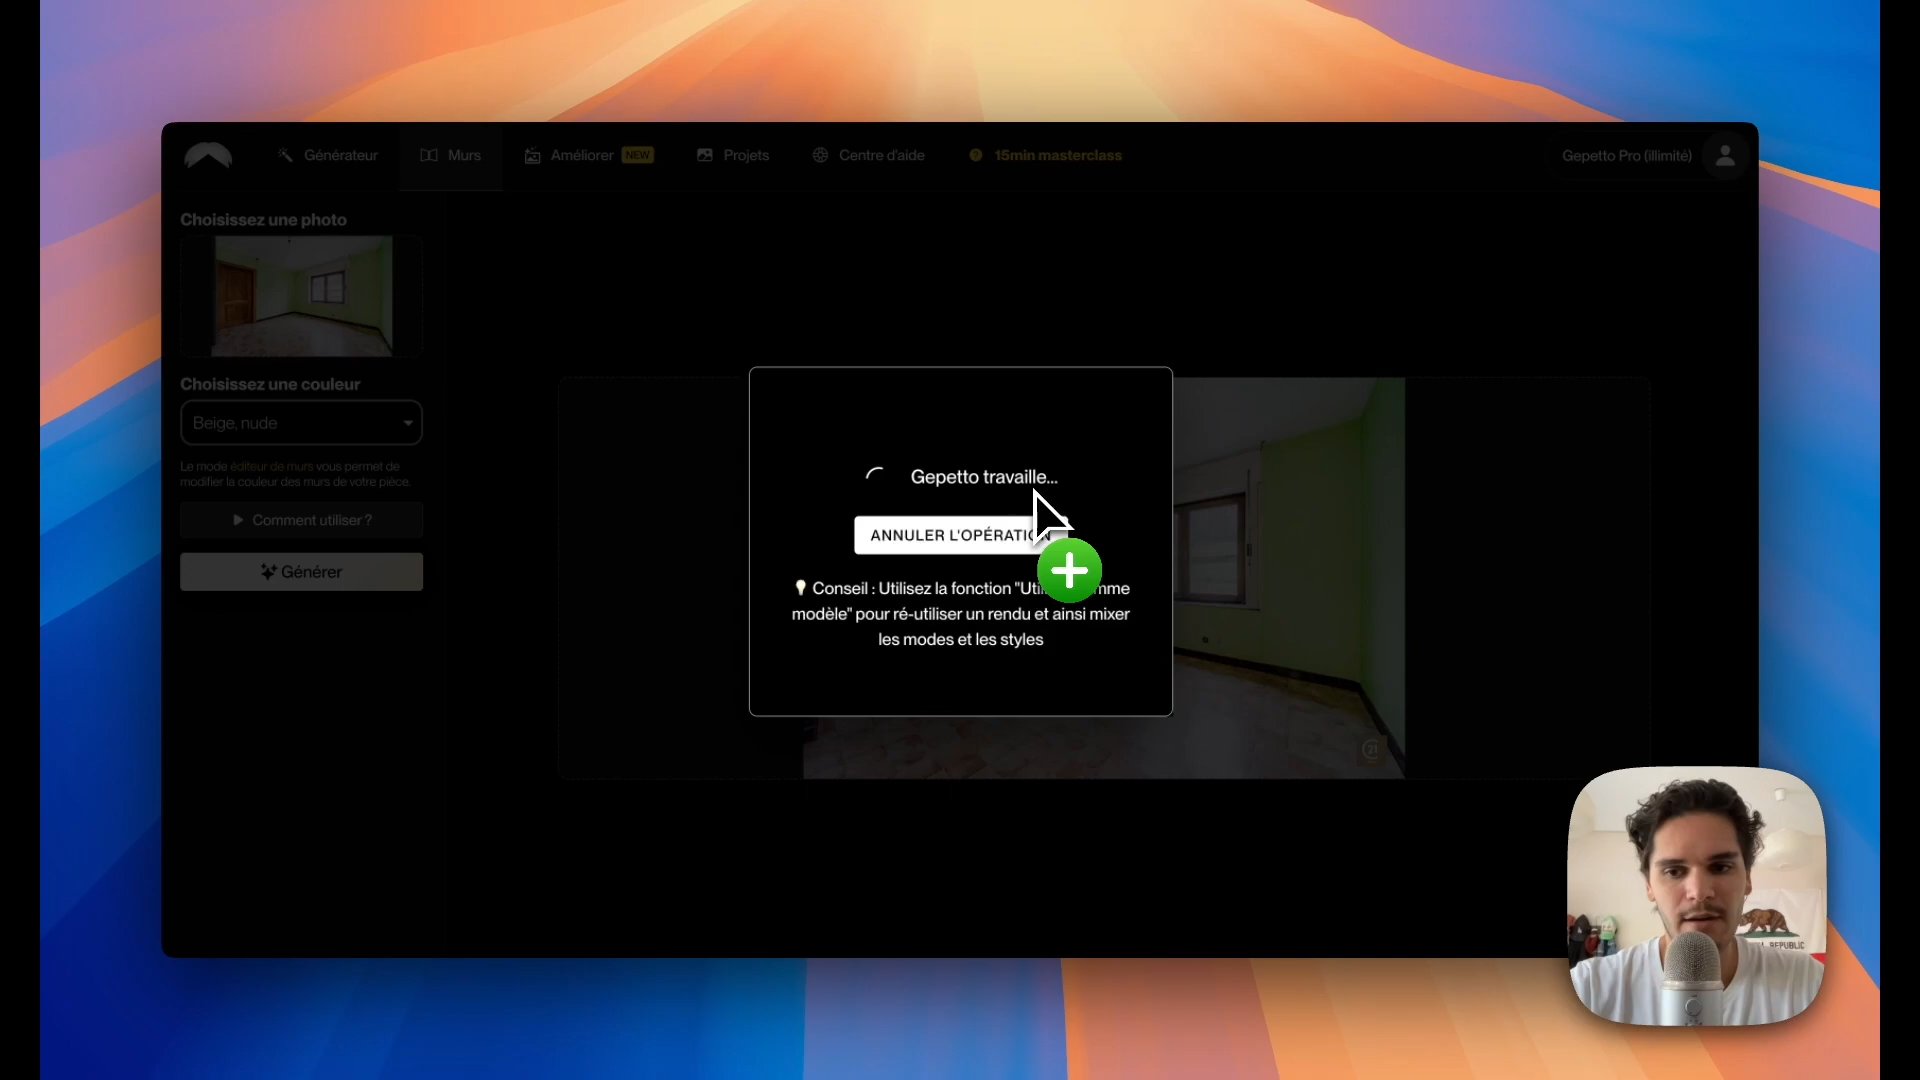 Générateur
Murs
Améliorer NEW
Projets
Centre d'aide
15min masterclass
Gepetto Pro (illimité)
Choisissez une photo
Choisissez une couleur
Beige, nude
Le mode éditeur de murs vous permet de
modifier la couleur des murs de votre pièce.
Comment utiliser ?
Générer
Gepetto travaille...
ANNULER L'OPÉRATION
Conseil : Utilisez la fonction "Uti
modèle" pour ré-utiliser un rendu et ainsi mixer
les modes et les styles
21
REPUBLIC